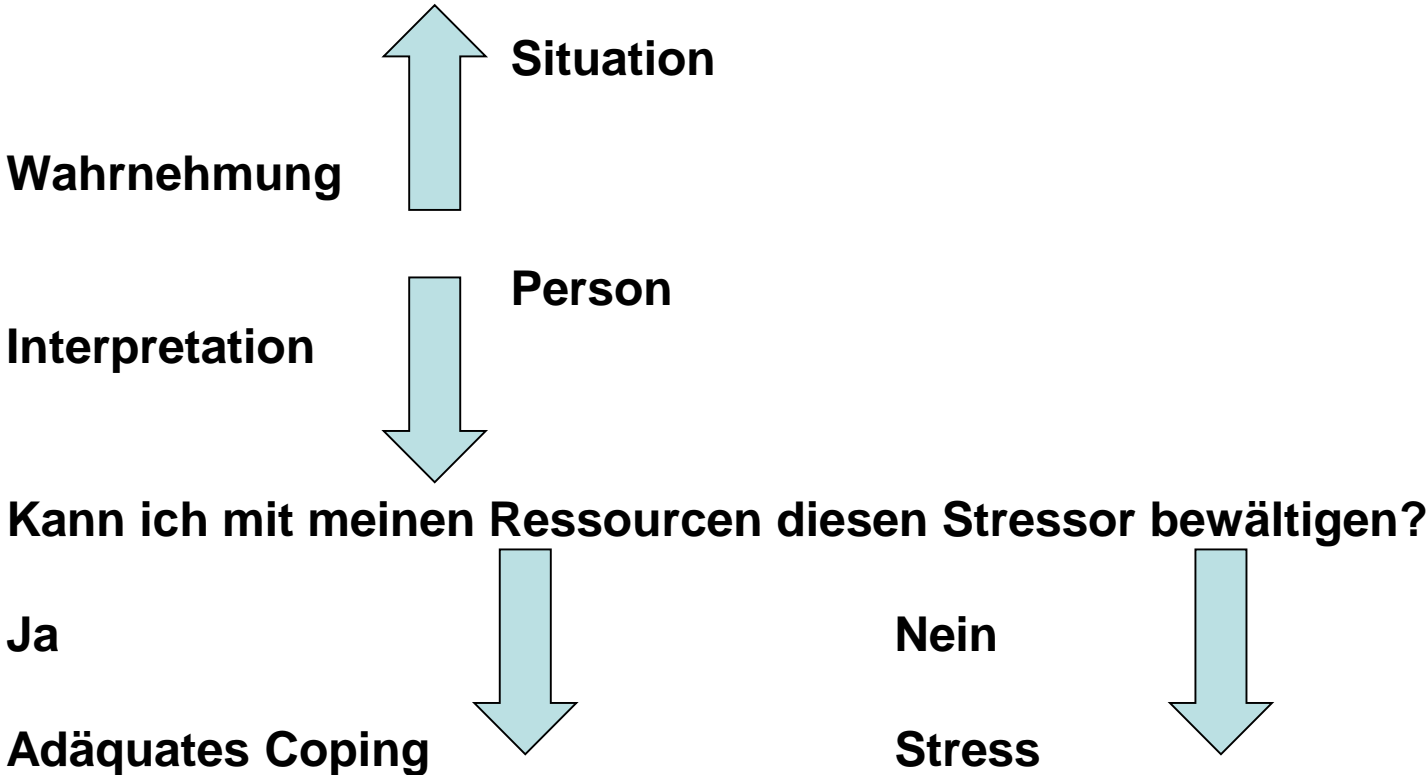 Situation
Wahrnehmung
Person
Interpretation
Kann ich mit meinen Ressourcen diesen Stressor bewältigen?
Ja
Nein
Adäquates Coping
Stress